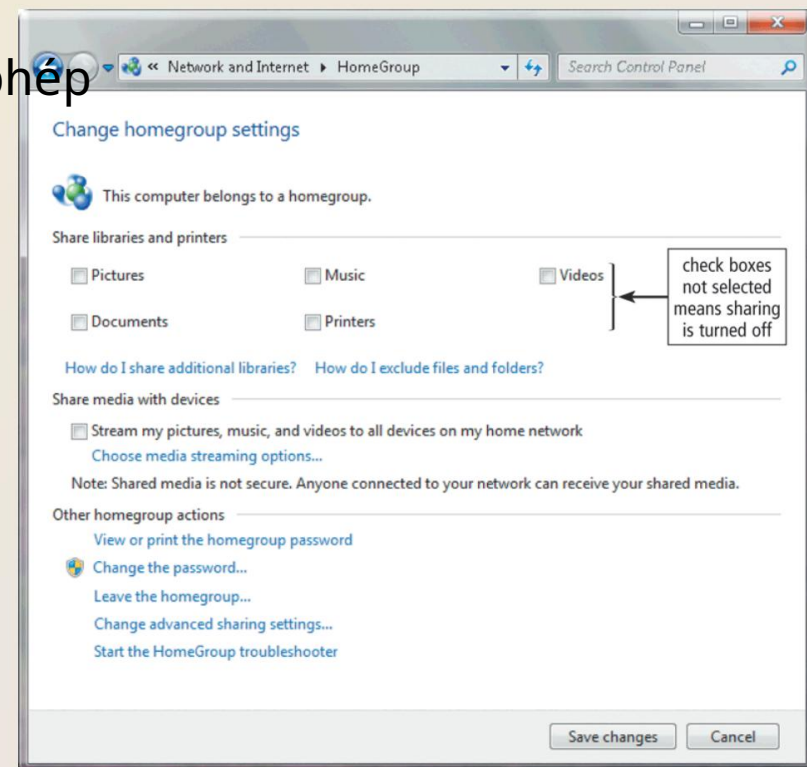 phép
« Network and Internet ▸ HomeGroup
Search Control Panel
Change homegroup settings
This computer belongs to a homegroup.
Share libraries and printers
Pictures Music Videos
Documents Printers
check boxes
not selected
means sharing
is turned off
How do I share additional libraries? How do I exclude files and folders?
Share media with devices
Stream my pictures, music, and videos to all devices on my home network
Choose media streaming options...
Note: Shared media is not secure. Anyone connected to your network can receive your shared media.
Other homegroup actions
View or print the homegroup password
Change the password...
Leave the homegroup...
Change advanced sharing settings...
Start the HomeGroup troubleshooter
Save changes Cancel